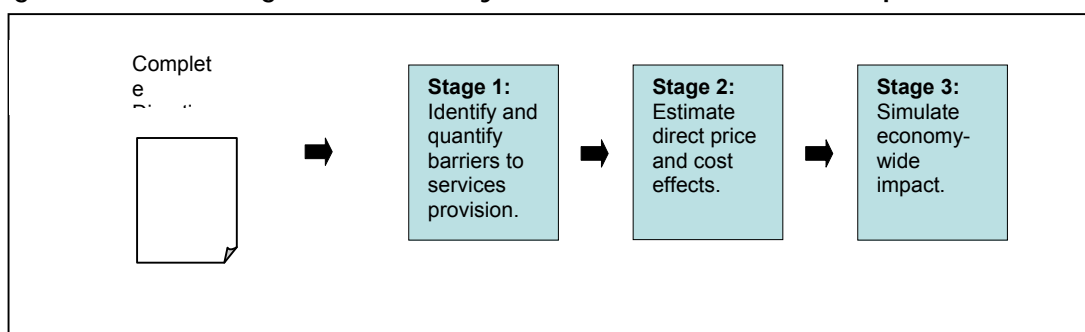 Complet
e
Stage 1:
Identify and
quantify
barriers to
services
provision.
Stage 2:
Estimate
direct price
and cost
effects.
Stage 3:
Simulate
economy-
wide
impact.